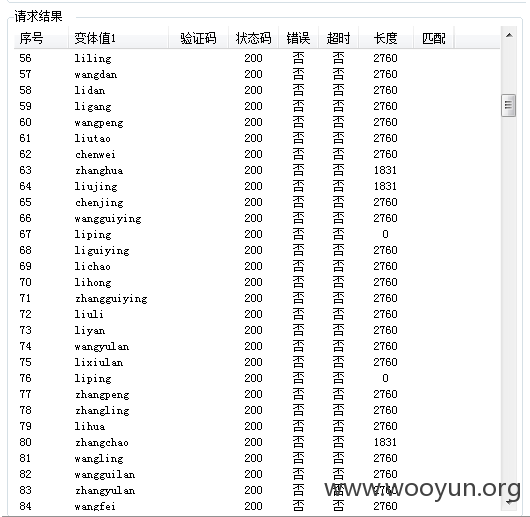 请求结果
序号 变体值1 验证码 状态码 错误 超时 长度 匹配
56 liling 200 否 否 2760
57 wangdan 200 否 否 2760
58 lidan 200 否 否 2760
59 ligang 200 否 否 2760
60 wangpeng 200 否 否 2760
61 liutao 200 否 否 2760
62 chenwei 200 否 否 2760
63 zhanghua 200 否 否 1831
64 liujing 200 否 否 1831
65 chenjing 200 否 否 2760
66 wangguiying 200 否 否 2760
67 liping 200 否 否 0
68 liguiying 200 否 否 2760
69 lichao 200 否 否 2760
70 lihong 200 否 否 2760
71 zhangguiying 200 否 否 2760
72 liuli 200 否 否 2760
73 liyan 200 否 否 2760
74 wangyulan 200 否 否 2760
75 lixiulan 200 否 否 2760
76 liping 200 否 否 0
77 zhangpeng 200 否 否 2760
78 zhangling 200 否 否 2760
79 lihua 200 否 否 2760
80 zhangchao 200 否 否 1831
81 wangling 200 否 否 2760
82 wangguilan 200 否 否 2760
83 zhangyulan 200 否 否 2760
84 wangfei 200 否 否 2760
www.wooyun.org